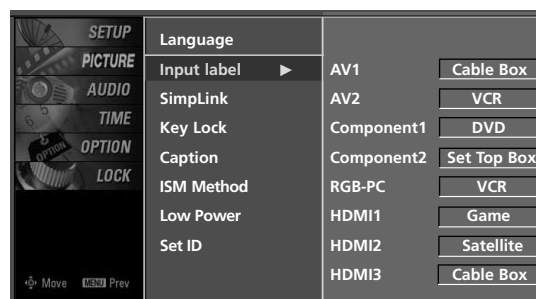 SETUP
PICTURE
AUDIO
TIME
OPTION
LOCK
Move MENU Prev
Language
Input label ▶
SimpLink
Key Lock
Caption
ISM Method
Low Power
Set ID
AV1 Cable Box
AV2 VCR
Component1 DVD
Component2 Set Top Box
RGB-PC VCR
HDMI1 Game
HDMI2 Satellite
HDMI3 Cable Box